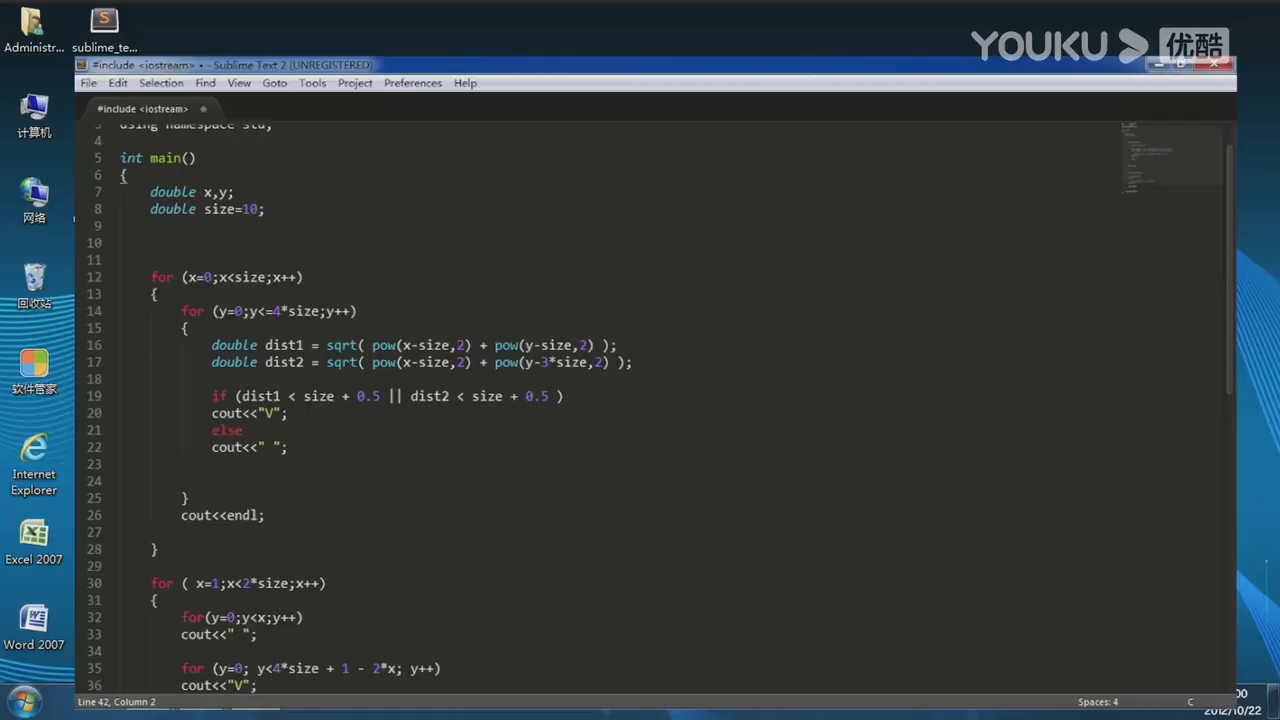 Administr...
sublime_te...
YOUKU 优酷
#include <iostream> • - Sublime Text 2 (UNREGISTERED)
File Edit Selection Find View Goto Tools Project Preferences Help
#include <iostream>
计算机
网络
回收站
软件管家
Internet
Explorer
Excel 2007
Word 2007
3 using namespace std;
4
5 int main()
6 {
7 double x,y;
8 double size=10;
9
10
11
12 for (x=0;x<size;x++)
13 {
14 for (y=0;y<=4*size;y++)
15 {
16 double dist1 = sqrt( pow(x-size,2) + pow(y-size,2) );
17 double dist2 = sqrt( pow(x-size,2) + pow(y-3*size,2) );
18
19 if (dist1 < size + 0.5 || dist2 < size + 0.5 )
20 cout<<"V";
21 else
22 cout<<" ";
23
24
25 }
26 cout<<endl;
27
28 }
29
30 for ( x=1;x<2*size;x++)
31 {
32 for(y=0;y<x;y++)
33 cout<<" ";
34
35 for (y=0; y<4*size + 1 - 2*x; y++)
36 cout<<"V";
Line 42, Column 2
Spaces: 4
C
:00
2012/10/22